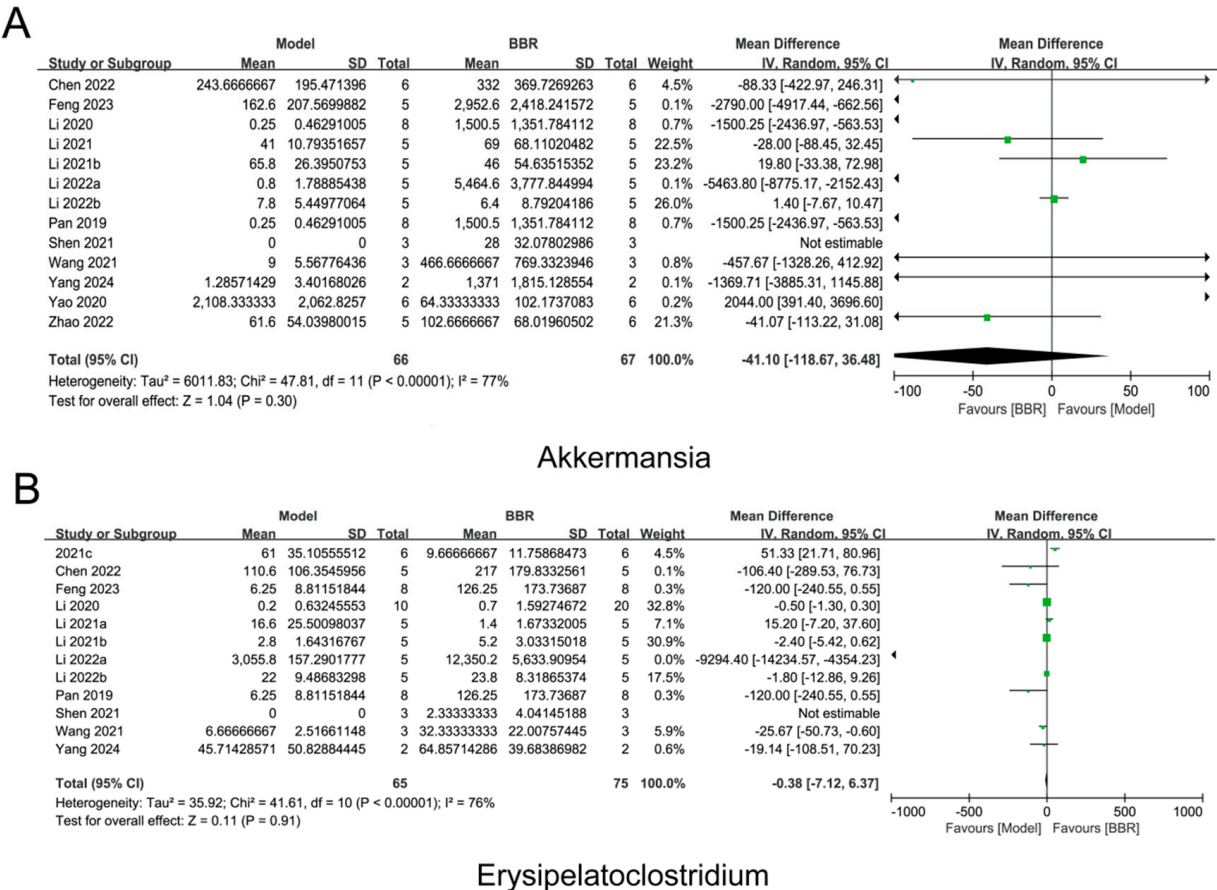 A
Model BBR Mean Difference Mean Difference
Study or Subgroup Mean SD Total Mean SD Total Weight IV, Random, 95% CI IV, Random, 95% CI
Chen 2022 243.6666667 195.471396 6 332 369.7269263 6 4.5% -88.33 [-422.97, 246.31]
Feng 2023 162.6 207.5699882 5 2,952.6 2,418.241572 5 0.1% -2790.00 [-4917.44, -662.56]
Li 2020 0.25 0.46291005 8 1,500.5 1,351.784112 8 0.7% -1500.25 [-2436.97, -563.53]
Li 2021 41 10.79351657 5 69 68.11020482 5 22.5% -28.00 [-88.45, 32.45]
Li 2021b 65.8 26.3950753 5 46 54.63515352 5 23.2% 19.80 [-33.38, 72.98]
Li 2022a 0.8 1.78885438 5 5,464.6 3,777.844994 5 0.1% -5463.80 [-8775.17, -2152.43]
Li 2022b 7.8 5.44977064 5 6.4 8.79204186 5 26.0% 1.40 [-7.67, 10.47]
Pan 2019 0.25 0.46291005 8 1,500.5 1,351.784112 8 0.7% -1500.25 [-2436.97, -563.53]
Shen 2021 0 0 3 28 32.07802986 3 Not estimable
Wang 2021 9 5.56776436 3 466.6666667 769.3323946 3 0.8% -457.67 [-1328.26, 412.92]
Yang 2024 1.28571429 3.40168026 2 1,371 1,815.128554 2 0.1% -1369.71 [-3885.31, 1145.88]
Yao 2020 2,108.333333 2,062.8257 6 64.33333333 102.1737083 6 0.2% 2044.00 [391.40, 3696.60]
Zhao 2022 61.6 54.03980015 5 102.6666667 68.01960502 6 21.3% -41.07 [-113.22, 31.08]
Total (95% CI) 66 67 100.0% -41.10 [-118.67, 36.48]
Heterogeneity: Tau² = 6011.83; Chi² = 47.81, df = 11 (P < 0.00001); I² = 77%
Test for overall effect: Z = 1.04 (P = 0.30)
-100 -50 0 50 100
Favours [BBR] Favours [Model]
Akkermansia
B
Model BBR Mean Difference Mean Difference
Study or Subgroup Mean SD Total Mean SD Total Weight IV, Random, 95% CI IV, Random, 95% CI
2021c 61 35.10555512 6 9.66666667 11.75868473 6 4.5% 51.33 [21.71, 80.96]
Chen 2022 110.6 106.3545956 5 217 179.8332561 5 0.1% -106.40 [-289.53, 76.73]
Feng 2023 6.25 8.81151844 8 126.25 173.73687 8 0.3% -120.00 [-240.55, 0.55]
Li 2020 0.2 0.63245553 10 0.7 1.59274672 20 32.8% -0.50 [-1.30, 0.30]
Li 2021a 16.6 25.50098037 5 1.4 1.67332005 5 7.1% 15.20 [-7.20, 37.60]
Li 2021b 2.8 1.64316767 5 5.2 3.03315018 5 30.9% -2.40 [-5.42, 0.62]
Li 2022a 3,055.8 157.2901777 5 12,350.2 5,633.90954 5 0.0% -9294.40 [-14234.57, -4354.23]
Li 2022b 22 9.48683298 5 23.8 8.31865374 5 17.5% -1.80 [-12.86, 9.26]
Pan 2019 6.25 8.81151844 8 126.25 173.73687 8 0.3% -120.00 [-240.55, 0.55]
Shen 2021 0 0 3 2.33333333 4.04145188 3 Not estimable
Wang 2021 6.66666667 2.51661148 3 32.33333333 22.00757445 3 5.9% -25.67 [-50.73, -0.60]
Yang 2024 45.71428571 50.82884445 2 64.85714286 39.68386982 2 0.6% -19.14 [-108.51, 70.23]
Total (95% CI) 65 75 100.0% -0.38 [-7.12, 6.37]
Heterogeneity: Tau² = 35.92; Chi² = 41.61, df = 10 (P < 0.00001); I² = 76%
Test for overall effect: Z = 0.11 (P = 0.91)
-1000 -500 0 500 1000
Favours [Model] Favours [BBR]
Erysipelatoclostridium